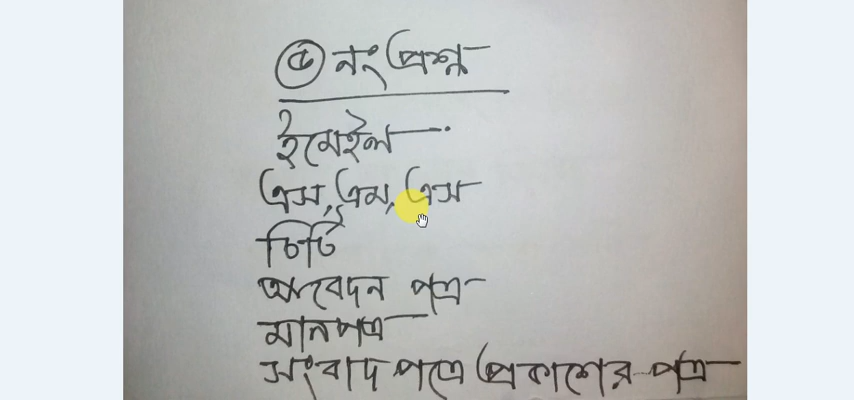 ৫ নং প্রশ্ন
ইমেইল
এস, এম, এস
চিঠি
আবেদন পত্র
মানপত্র
সংবাদ পত্রে প্রকাশের পত্র